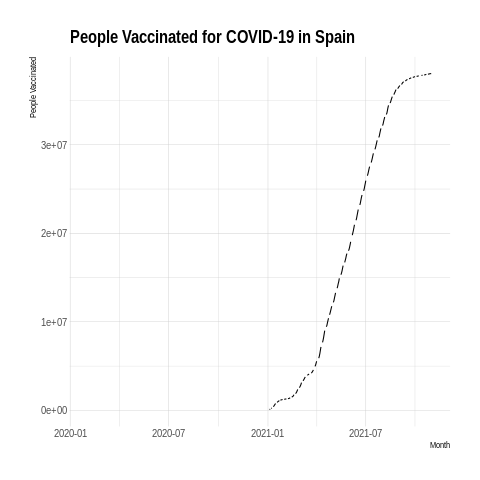 People Vaccinated for COVID-19 in Spain
People Vaccinated
3e+07
2e+07
1e+07
0e+00
2020-01 2020-07 2021-01 2021-07
Month